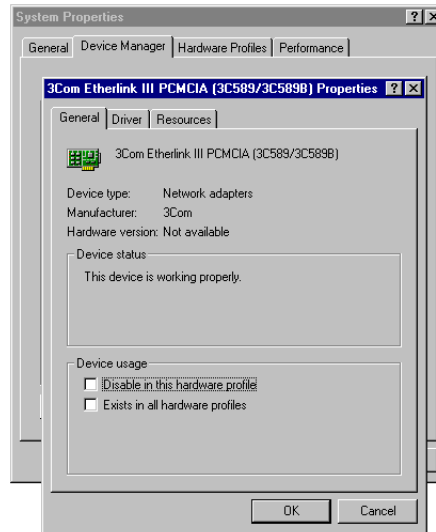 System Properties
General Device Manager Hardware Profiles Performance
3Com Etherlink III PCMCIA (3C589/3C589B) Properties
General Driver Resources
3Com Etherlink III PCMCIA (3C589/3C589B)
Device type: Network adapters
Manufacturer: 3Com
Hardware version: Not available
Device status
This device is working properly.
Device usage
Disable in this hardware profile
Exists in all hardware profiles
OK Cancel